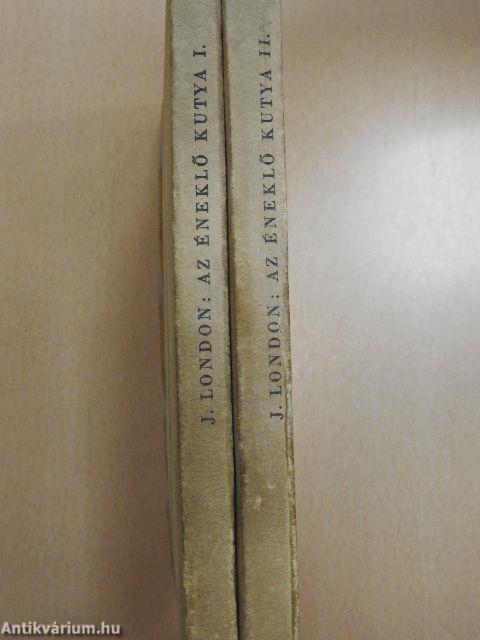 J. LONDON: AZ ÉNEKLŐ KUTYA I.
J. LONDON: AZ ÉNEKLŐ KUTYA II.
Antikvárium.hu